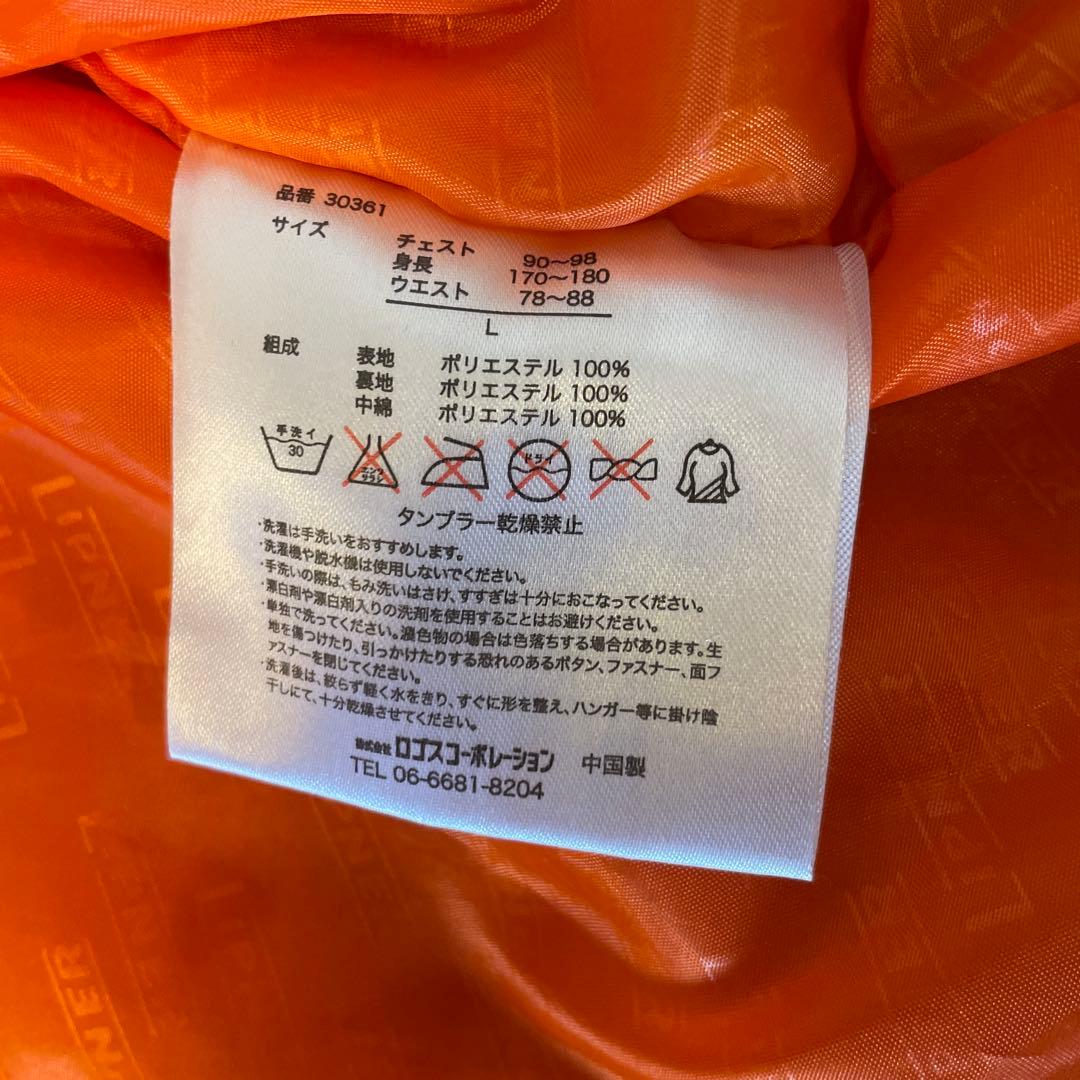 品番 30361
サイズ
チェスト 90～98
身長 170～180
ウエスト 78～88
L
組成 表地 ポリエステル 100%
裏地 ポリエステル 100%
中綿 ポリエステル 100%
手洗イ 30 エンソサラシ ドライ
タンブラー乾燥禁止
・洗濯は手洗いをおすすめします。
・洗濯機や脱水機は使用しないでください。
・手洗いの際は、もみ洗いはさけ、すすぎは十分におこなってください。
・漂白剤や漂白剤入りの洗剤を使用することはお避けください。
・単独で洗ってください。濃色物の場合は色落ちする場合があります。生
地を傷つけたり、引っかけたりする恐れのあるボタン、ファスナー、面フ
ァスナーを閉じてください。
・洗濯後は、絞らず軽く水をきり、すぐに形を整え、ハンガー等に掛け陰
干しにて、十分乾燥させてください。
株式会社 ロゴスコーポレーション 中国製
TEL 06-6681-8204
LIPNER
LIPNER
NER